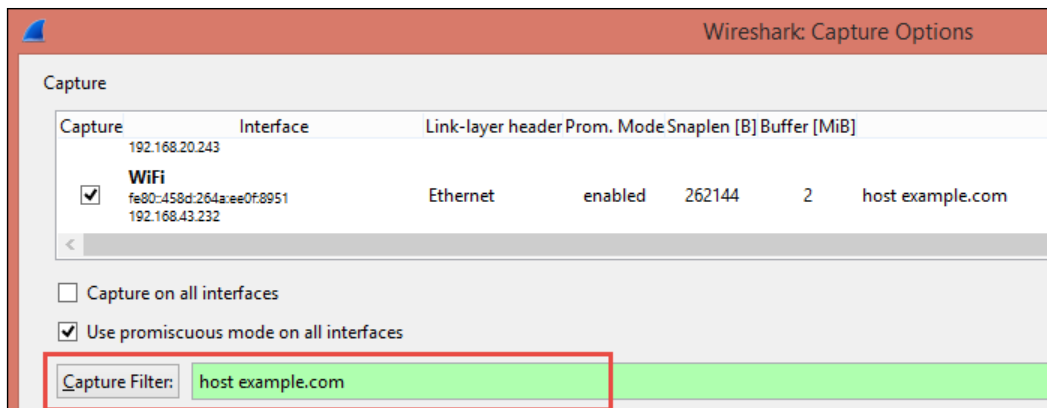 Wireshark: Capture Options
Capture
Capture Interface Link-layer header Prom. Mode Snaplen [B] Buffer [MiB]
192.168.20.243
WiFi
fe80::458d:264a:ee0f:8951
Ethernet enabled 262144 2 host example.com
192.168.43.232
Capture on all interfaces
Use promiscuous mode on all interfaces
Capture Filter: host example.com